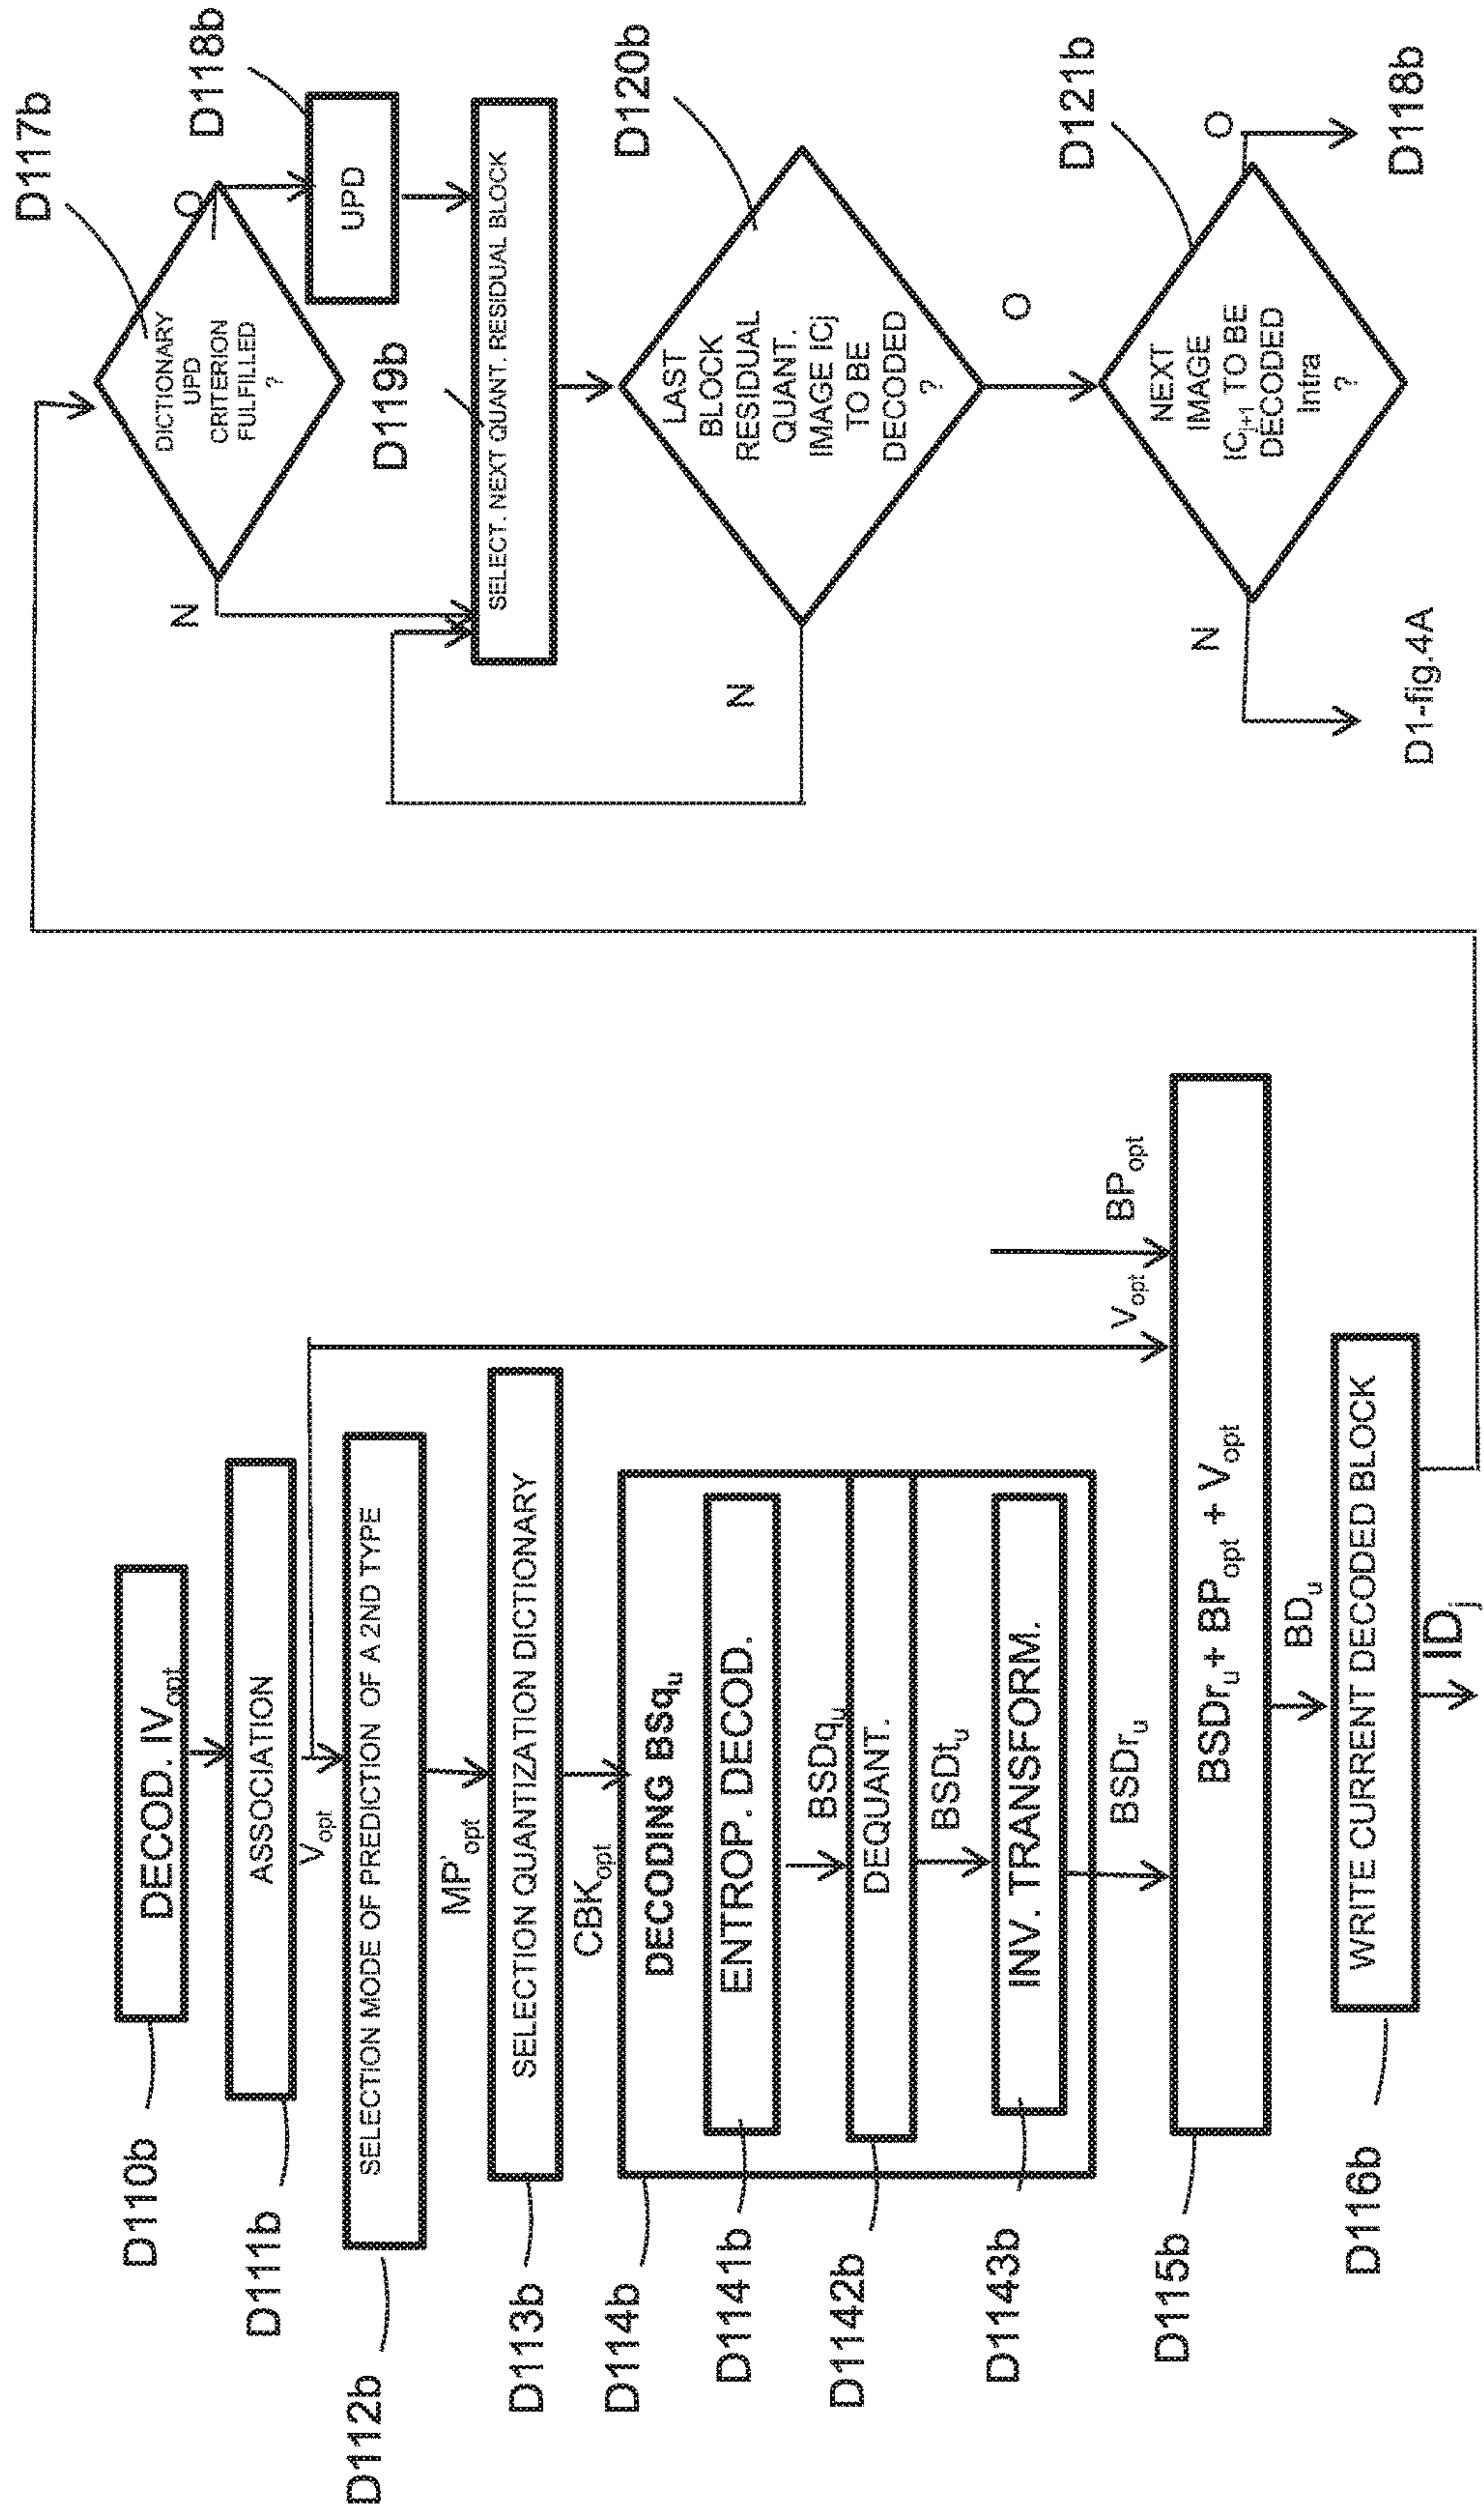 D110b
DECOD. IVopt
D111b
ASSOCIATION
Vopt
D112b
SELECTION MODE OF PREDICTION OF A 2ND TYPE
MP'opt
D113b
SELECTION QUANTIZATION DICTIONARY
CBKopt
D114b
DECODING BSqu
D1141b
ENTROP. DECOD.
BSDqu
D1142b
DEQUANT.
BSDtu
D1143b
INV. TRANSFORM.
BSDru
Vopt
BPopt
D115b
BSDru + BPopt + Vopt
BDu
D116b
WRITE CURRENT DECODED BLOCK
IDj
D117b
DICTIONARY
UPD
CRITERION
FULFILLED
?
N
O
D118b
UPD
D119b
SELECT. NEXT QUANT. RESIDUAL BLOCK
D120b
LAST
BLOCK
RESIDUAL
QUANT.
IMAGE ICj
TO BE
DECODED
?
N
O
D121b
NEXT
IMAGE
ICj+1 TO BE
DECODED
Intra
?
N
O
D1-fig.4A
D118b